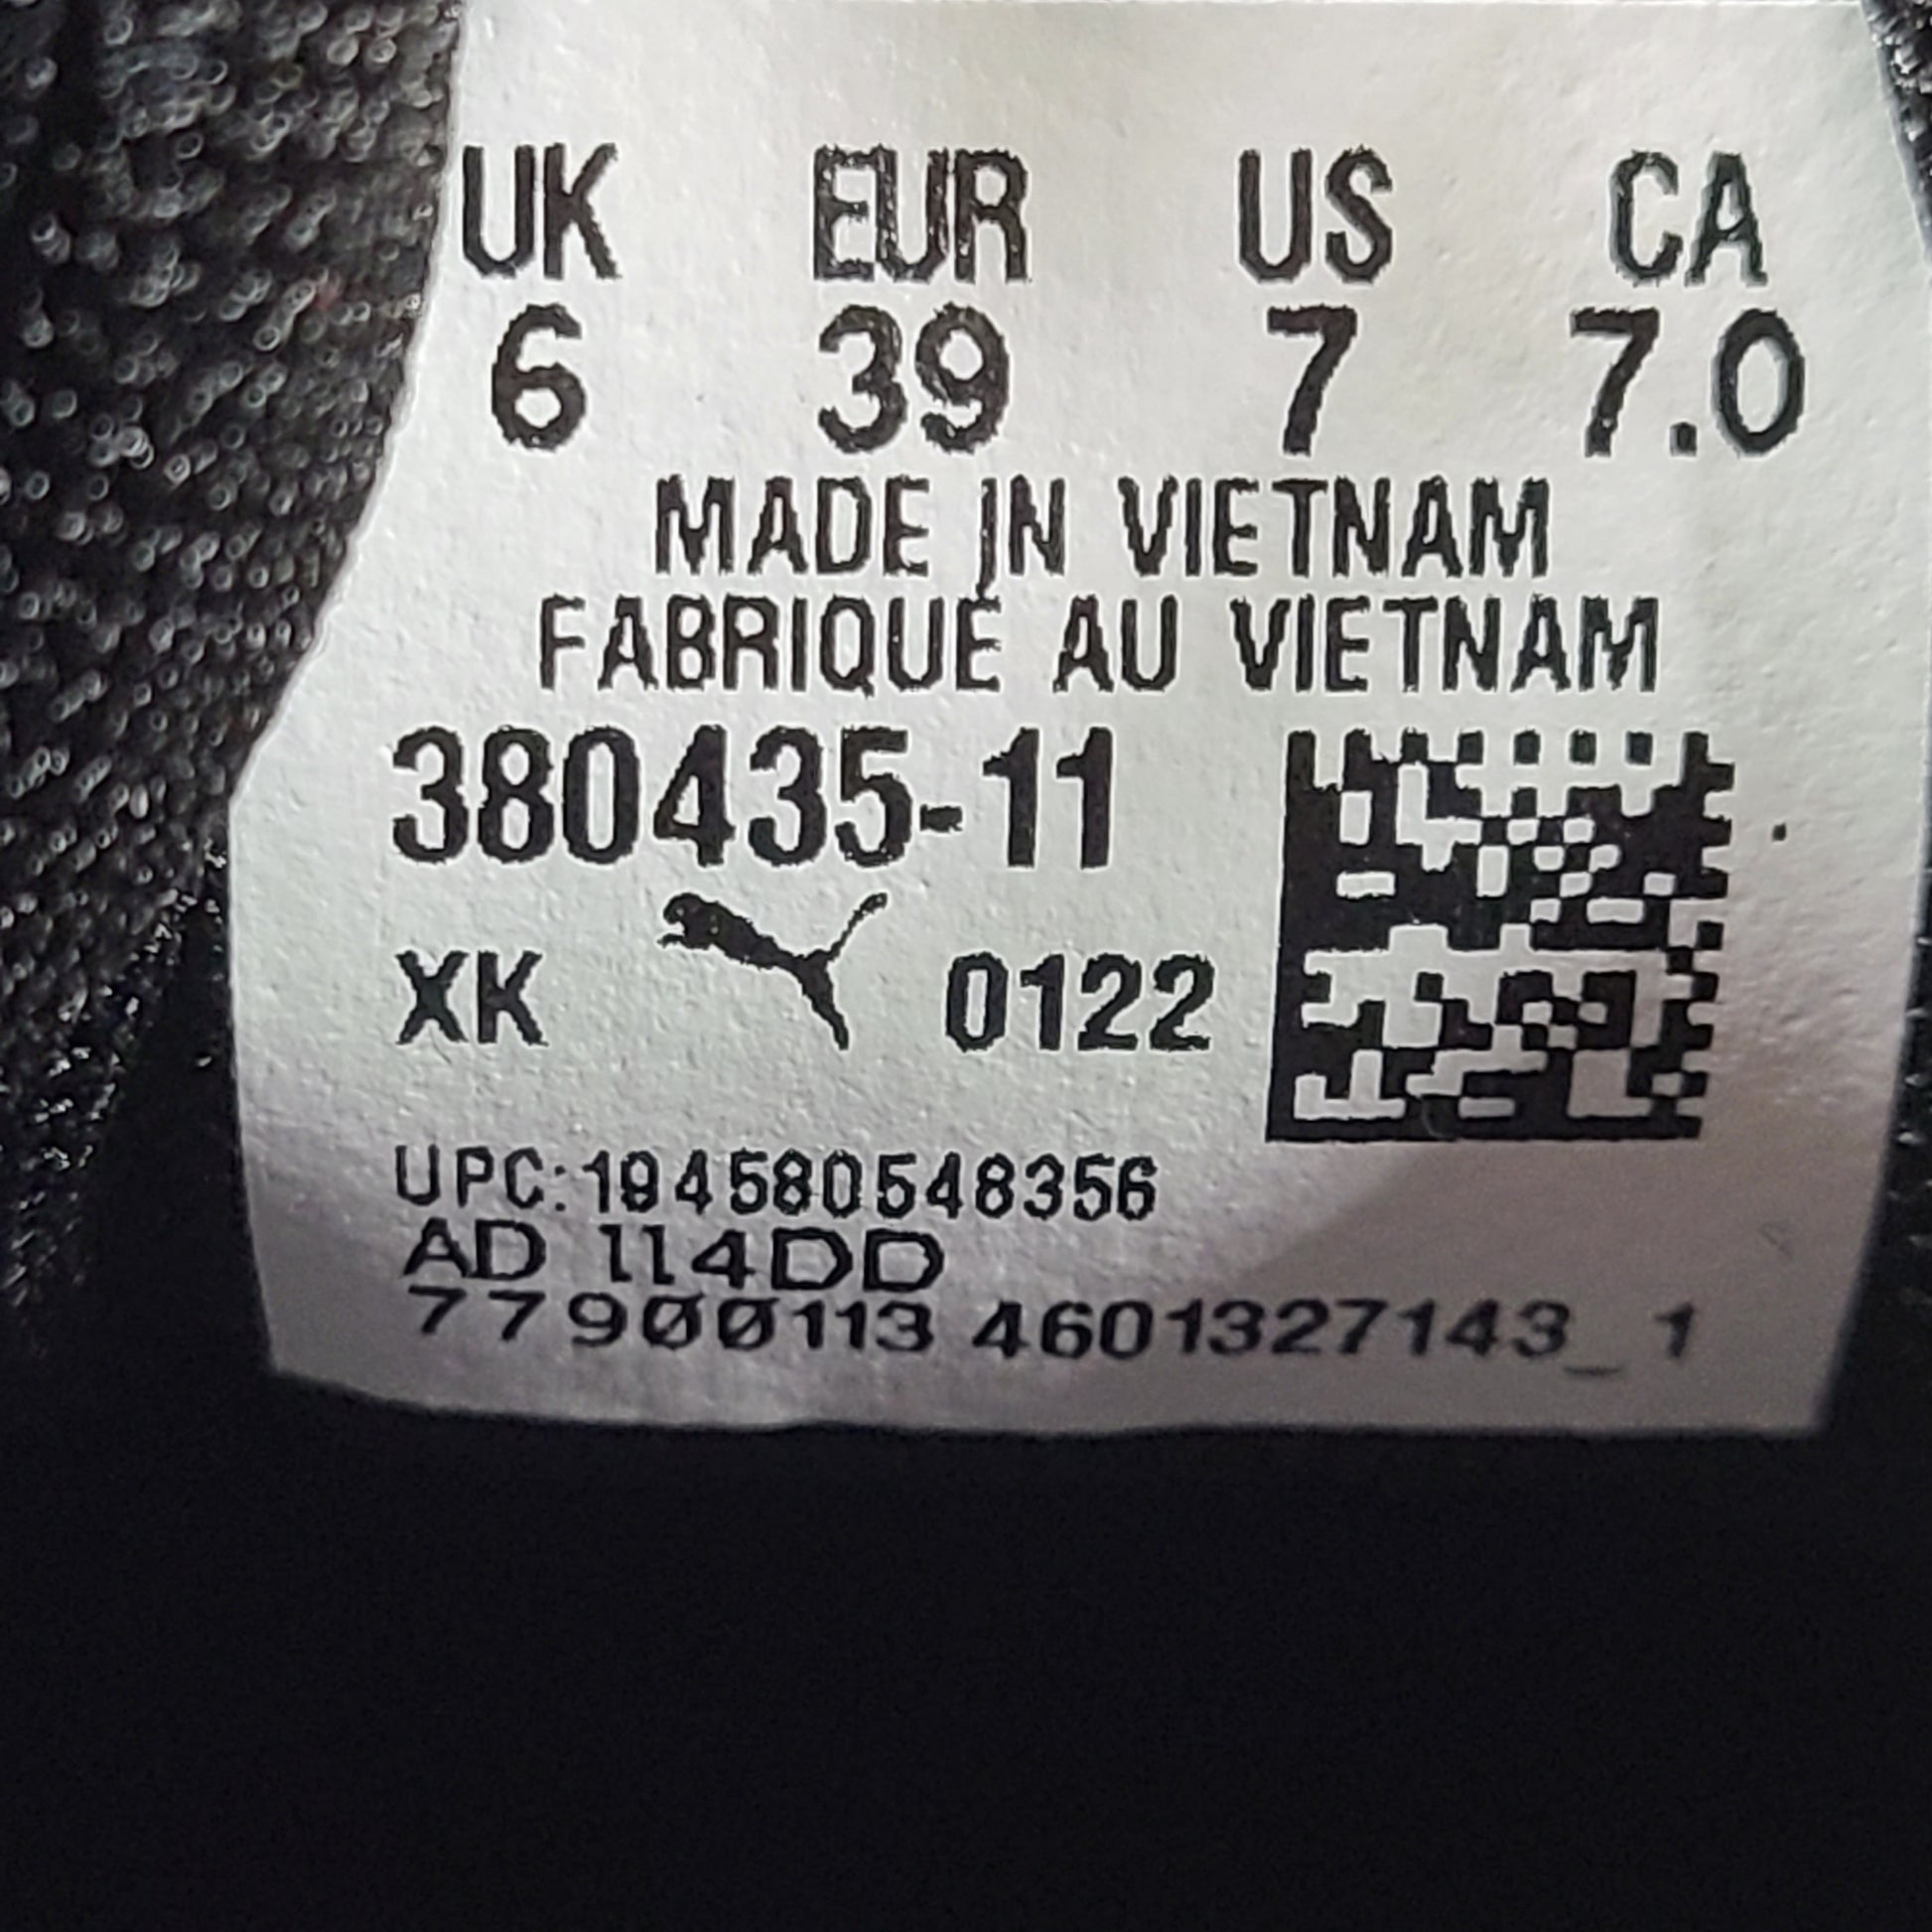 UK EUR US CA
6 39 7 7.0
MADE IN VIETNAM
FABRIQUÉ AU VIETNAM
380435-11
XK 0122
UPC:194580548356
AD 114DD
77900113 4601327143_1